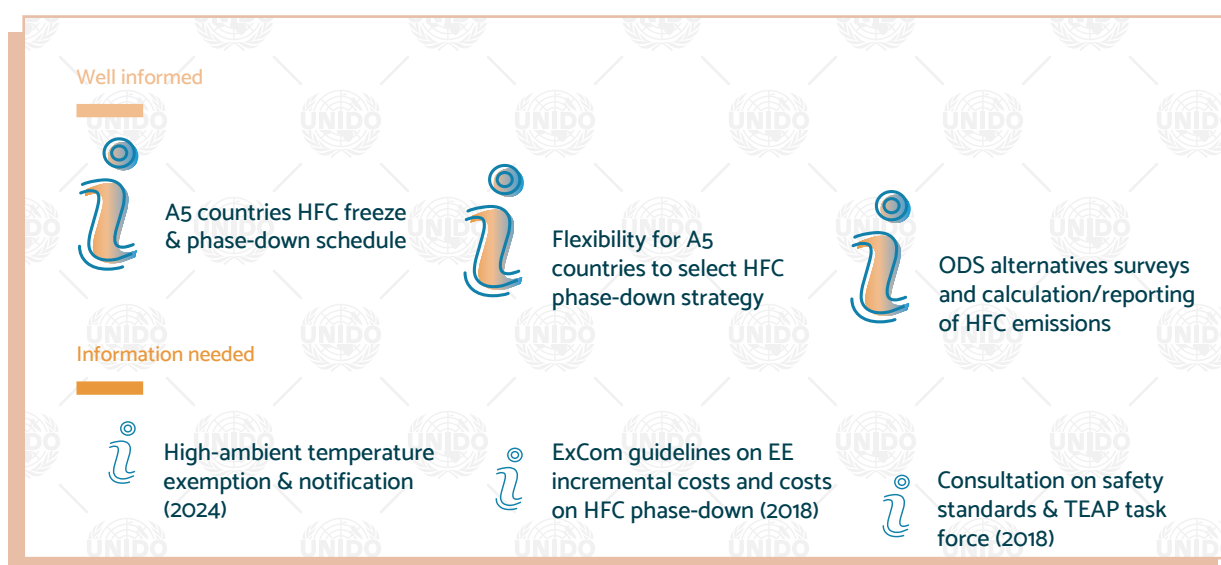 Well informed
A5 countries HFC freeze
& phase-down schedule
Flexibility for A5
countries to select HFC
phase-down strategy
ODS alternatives surveys
and calculation/reporting
of HFC emissions
Information needed
High-ambient temperature
exemption & notification
(2024)
ExCom guidelines on EE
incremental costs and costs
on HFC phase-down (2018)
Consultation on safety
standards & TEAP task
force (2018)
UNIDO